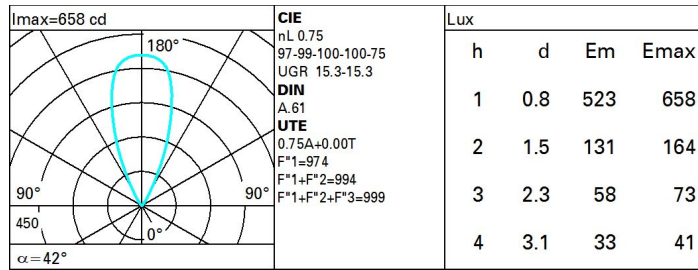 Imax=658 cd
180°
90°
90°
450
0°
α=42°
CIE
nL 0.75
97-99-100-100-75
UGR 15.3-15.3
DIN
A.61
UTE
0.75A+0.00T
F"1=974
F"1+F"2=994
F"1+F"2+F"3=999
Lux
h d Em Emax
1 0.8 523 658
2 1.5 131 164
3 2.3 58 73
4 3.1 33 41